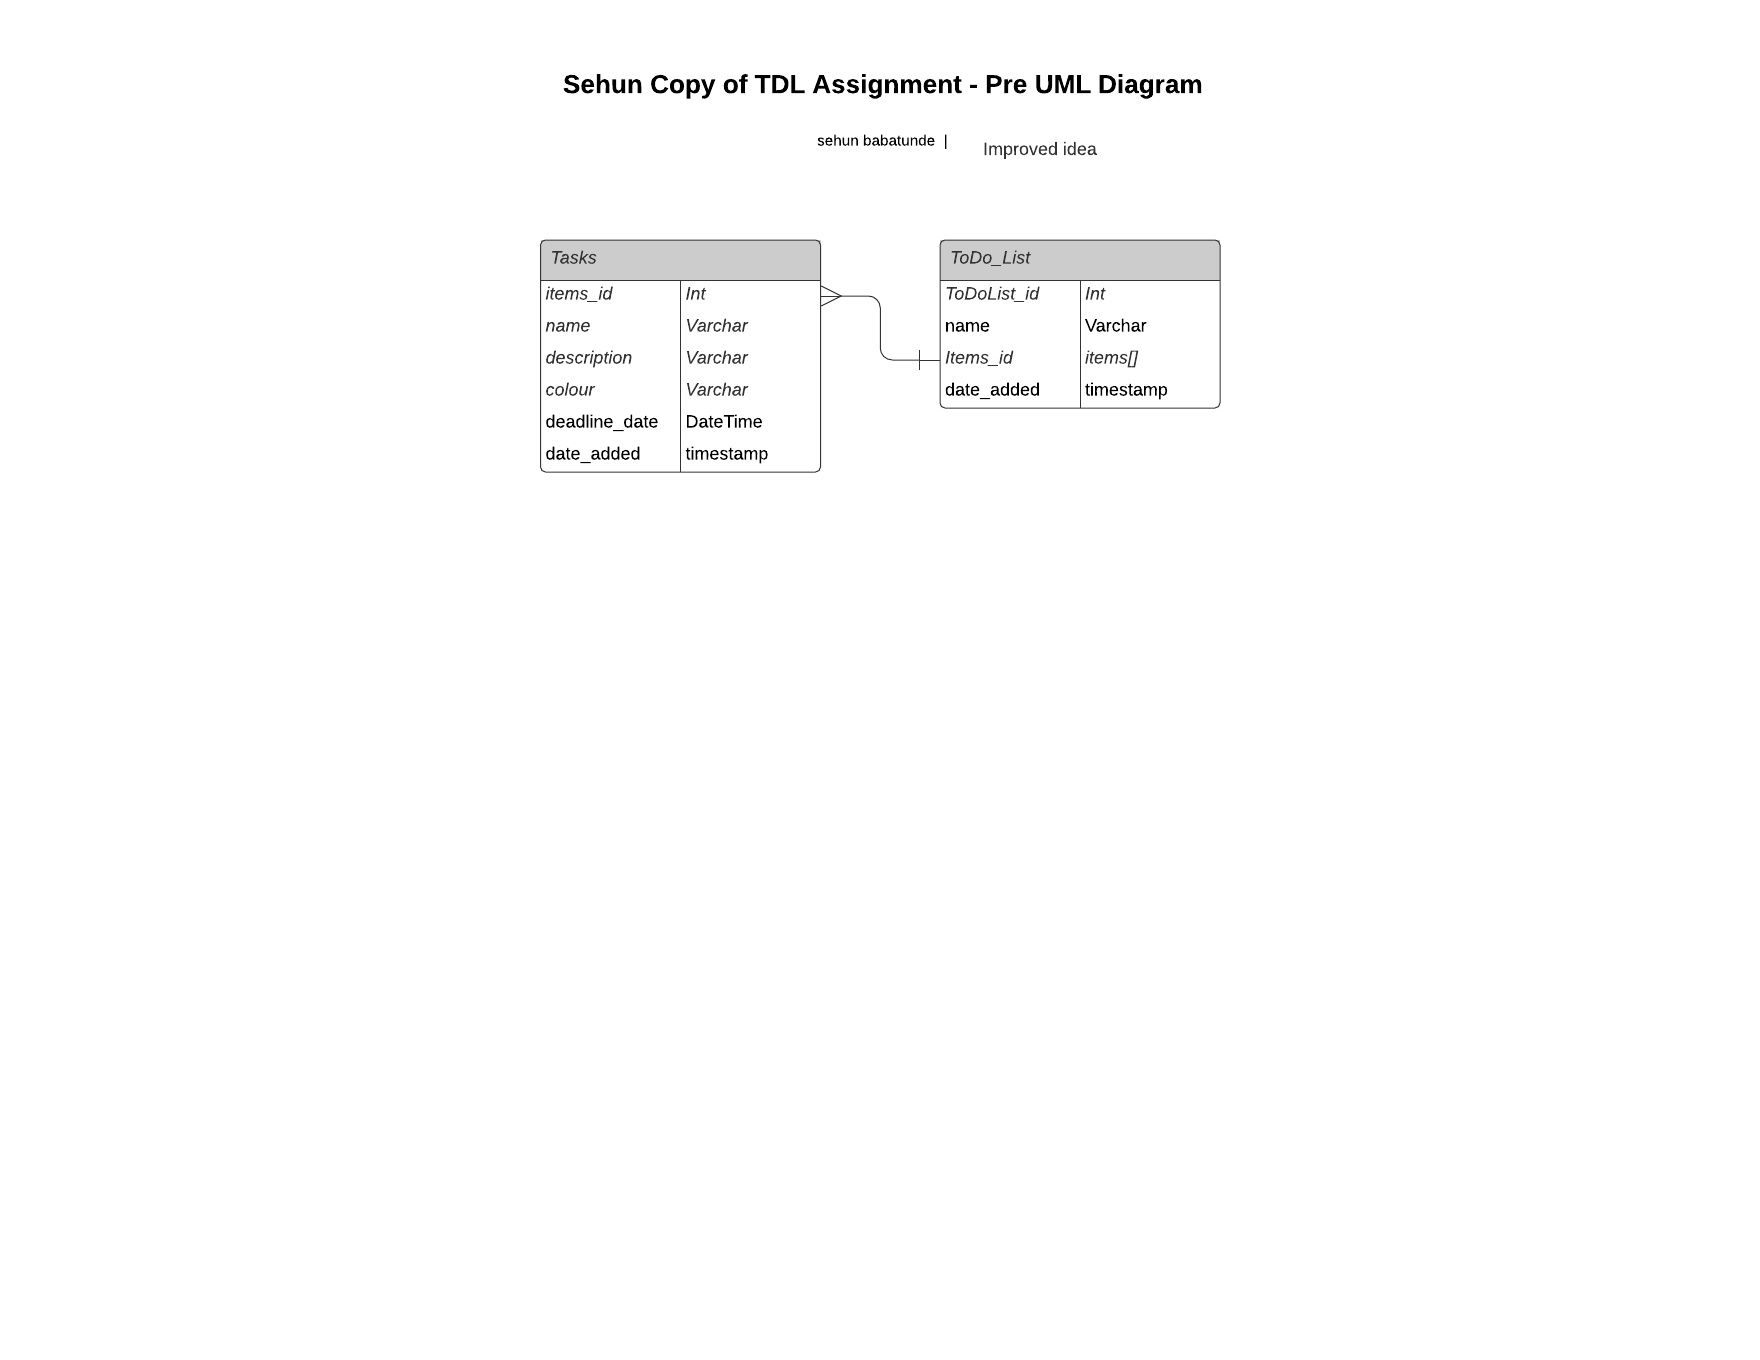 Sehun Copy of TDL Assignment - Pre UML Diagram
sehun babatunde |
Improved idea
Tasks
items_id Int
name Varchar
description Varchar
colour Varchar
deadline_date DateTime
date_added timestamp
ToDo_List
ToDoList_id Int
name Varchar
Items_id items[]
date_added timestamp